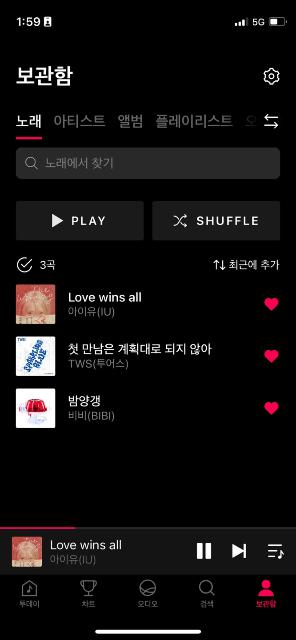 1:59
5G
보관함
노래 아티스트 앨범 플레이리스트
노래에서 찾기
PLAY
SHUFFLE
3곡
최근에 추가
Love wins all
아이유(IU)
TWS
SPARKLING BLUE
첫 만남은 계획대로 되지 않아
TWS(투어스)
밤양갱
비비(BIBI)
Love wins all
아이유(IU)
투데이 차트 오디오 검색 보관함